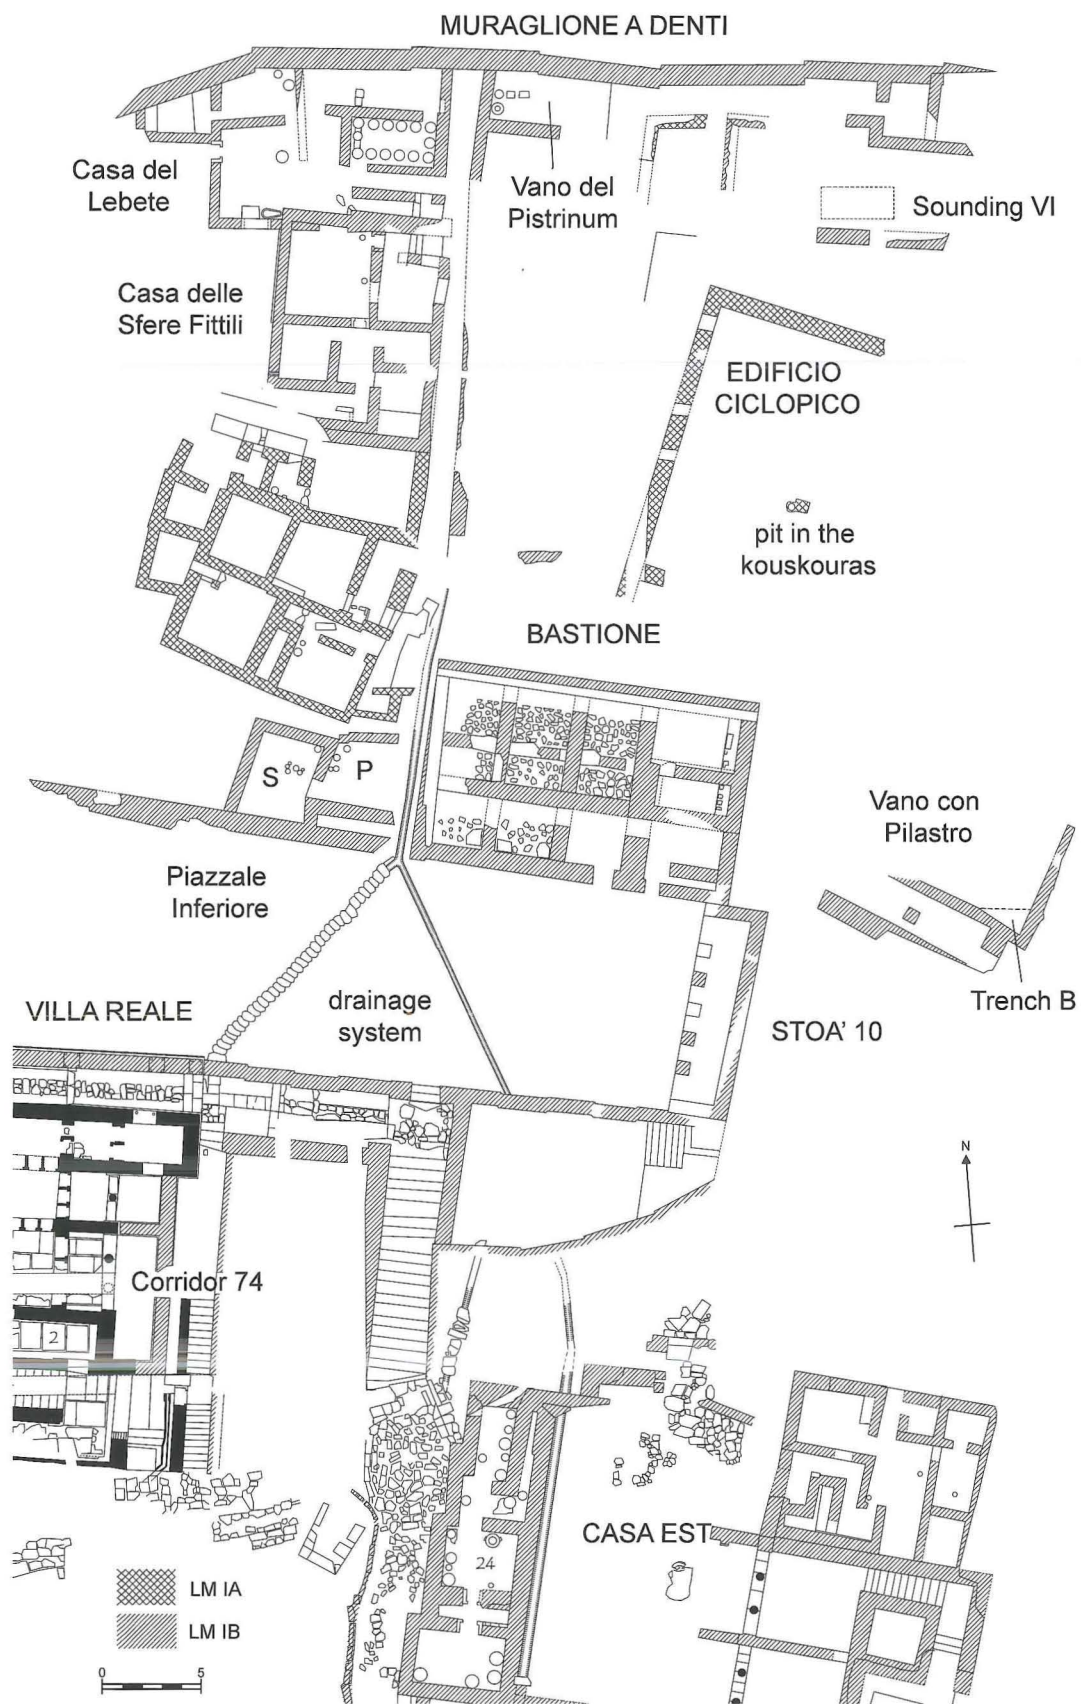 MURAGLIONE A DENTI
Casa del
Lebete
Vano del
Pistrinum
Sounding VI
Casa delle
Sfere Fittili
EDIFICIO
CICLOPICO
pit in the
kouskouras
BASTIONE
S
P
Vano con
Pilastro
Piazzale
Inferiore
Trench B
VILLA REALE
drainage
system
STOA' 10
N
Corridor 74
2
CASA EST
24
LM IA
LM IB
0 5